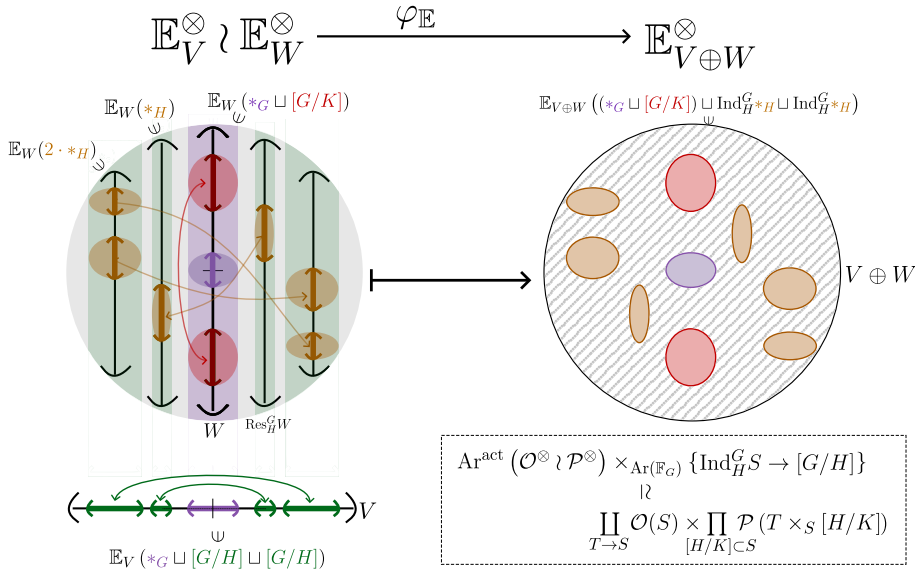 𝔼_V^⊗ ≀ 𝔼_W^⊗ φ_𝔼 𝔼_{V⊕W}^⊗
𝔼_W(*_H) 𝔼_W(*_G ⊔ [G/K])
∈ ∈
𝔼_W(2 · *_H)
∈
𝔼_{V⊕W}((*_G ⊔ [G/K]) ⊔ Ind_H^G *_H ⊔ Ind_H^G *_H)
∈
V ⊕ W
W Res_H^G W
V
∈
𝔼_V(*_G ⊔ [G/H] ⊔ [G/H])
Ar^{act}(𝒪^⊗ ≀ 𝒫^⊗) ×_{Ar(𝔽_G)} {Ind_H^G S → [G/H]}
≀≀
∐_{T→S} 𝒪(S) × ∏_{[H/K]⊂S} 𝒫(T ×_S [H/K])